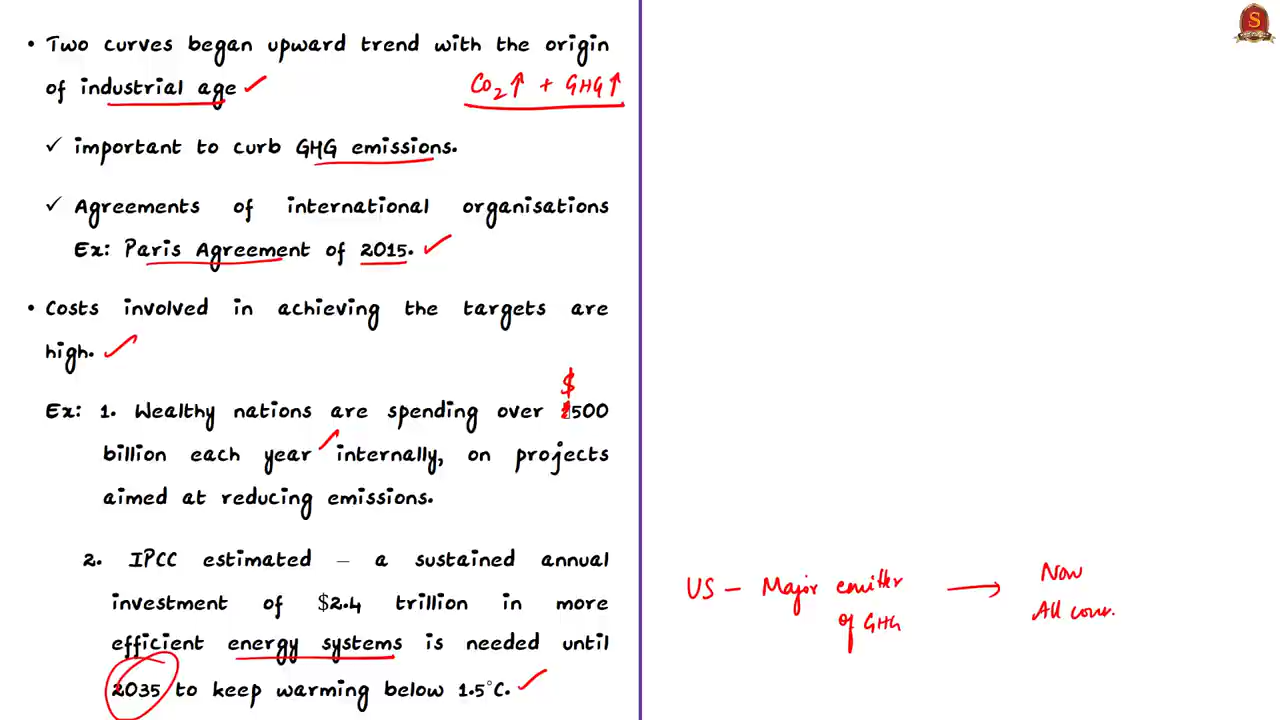 • Two curves began upward trend with the origin
of industrial age ✓
CO2↑ + GHG↑
✓ important to curb GHG emissions.
✓ Agreements of international organisations
Ex: Paris Agreement of 2015. ✓
• Costs involved in achieving the targets are
high. ✓
$
Ex: 1. Wealthy nations are spending over 500
billion each year internally, on projects
aimed at reducing emissions.
2. IPCC estimated – a sustained annual
investment of $2.4 trillion in more
efficient energy systems is needed until
2035 to keep warming below 1.5°C. ✓
S
US – Major emitter → Now
of GHG All coun.